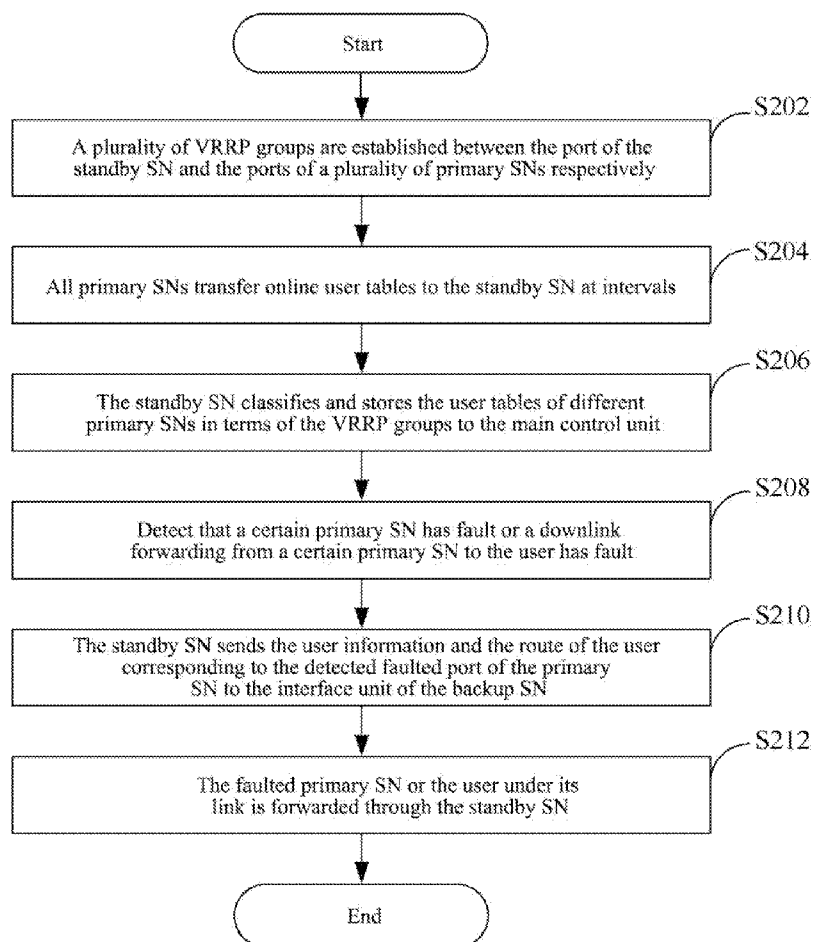 Start
S202
A plurality of VRRP groups are established between the port of the
standby SN and the ports of a plurality of primary SNs respectively
S204
All primary SNs transfer online user tables to the standby SN at intervals
S206
The standby SN classifies and stores the user tables of different
primary SNs in terms of the VRRP groups to the main control unit
S208
Detect that a certain primary SN has fault or a downlink
forwarding from a certain primary SN to the user has fault
S210
The standby SN sends the user information and the route of the user
corresponding to the detected faulted port of the primary
SN to the interface unit of the backup SN
S212
The faulted primary SN or the user under its
link is forwarded through the standby SN
End